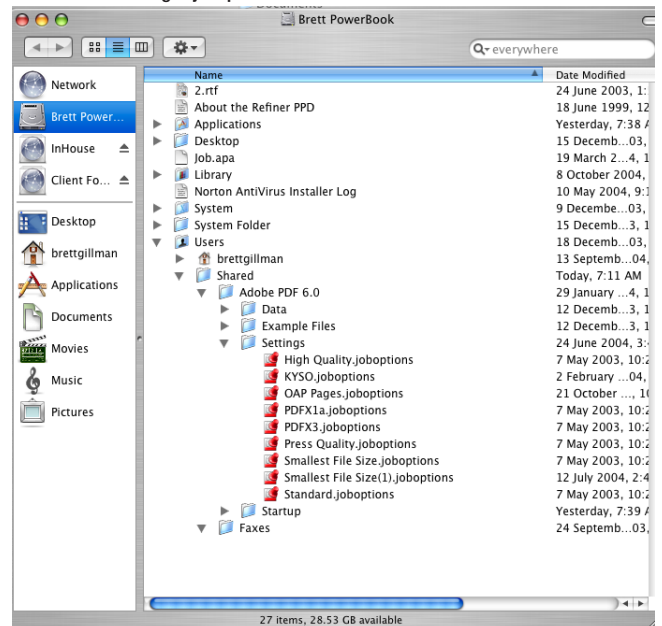 Brett PowerBook
everywhere
Name Date Modified
Network
Brett Power...
InHouse
Client Fo...
Desktop
brettgillman
Applications
Documents
Movies
Music
Pictures
2.rtf 24 June 2003, 1:
About the Refiner PPD 18 June 1999, 12
Applications Yesterday, 7:38
Desktop 15 Decemb...03,
Job.apa 19 March 2...4, 1
Library 8 October 2004,
Norton AntiVirus Installer Log 10 May 2004, 9:1
System 9 Decembe...03,
System Folder 15 Decemb...3, 1
Users 18 Decemb...03,
brettgillman 13 Septemb...04,
Shared Today, 7:11 AM
Adobe PDF 6.0 29 January ...4, 1
Data 12 Decemb...3, 1
Example Files 12 Decemb...3, 1
Settings 24 June 2004, 3:
High Quality.joboptions 7 May 2003, 10:2
KYSO.joboptions 2 February ...04,
OAP Pages.joboptions 21 October ..., 10
PDFX1a.joboptions 7 May 2003, 10:2
PDFX3.joboptions 7 May 2003, 10:2
Press Quality.joboptions 7 May 2003, 10:2
Smallest File Size.joboptions 7 May 2003, 10:2
Smallest File Size(1).joboptions 12 July 2004, 2:4
Standard.joboptions 7 May 2003, 10:2
Startup Yesterday, 7:39
Faxes 24 Septemb...03,
27 items, 28.53 GB available